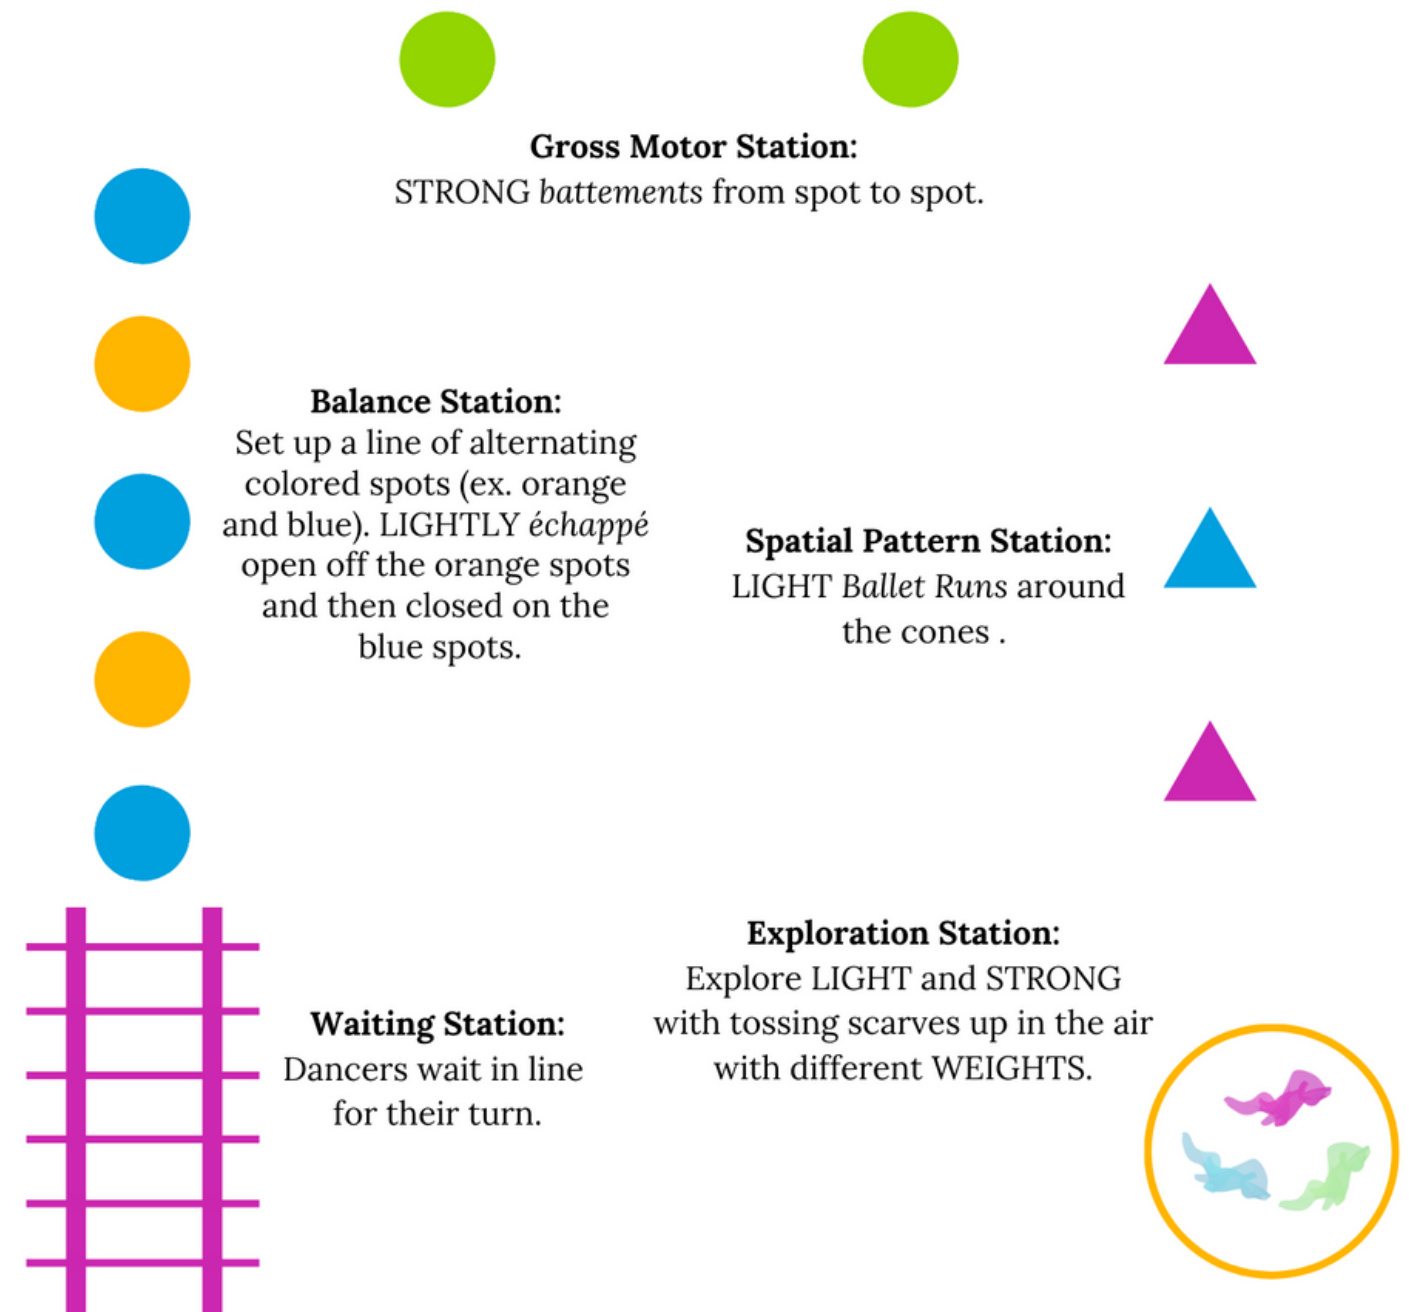 Gross Motor Station:
STRONG battements from spot to spot.
Balance Station:
Set up a line of alternating
colored spots (ex. orange
and blue). LIGHTLY échappé
open off the orange spots
and then closed on the
blue spots.
Spatial Pattern Station:
LIGHT Ballet Runs around
the cones .
Exploration Station:
Explore LIGHT and STRONG
with tossing scarves up in the air
with different WEIGHTS.
Waiting Station:
Dancers wait in line
for their turn.